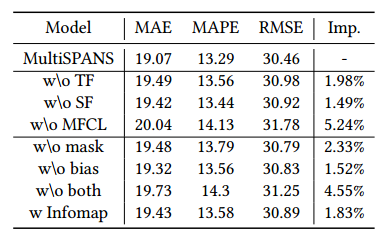 Model MAE MAPE RMSE Imp.
MultiSPANS 19.07 13.29 30.46 -
w\o TF 19.49 13.56 30.98 1.98%
w\o SF 19.42 13.44 30.92 1.49%
w\o MFCL 20.04 14.13 31.78 5.24%
w\o mask 19.48 13.79 30.79 2.33%
w\o bias 19.32 13.56 30.83 1.52%
w\o both 19.73 14.3 31.25 4.55%
w Infomap 19.43 13.58 30.89 1.83%